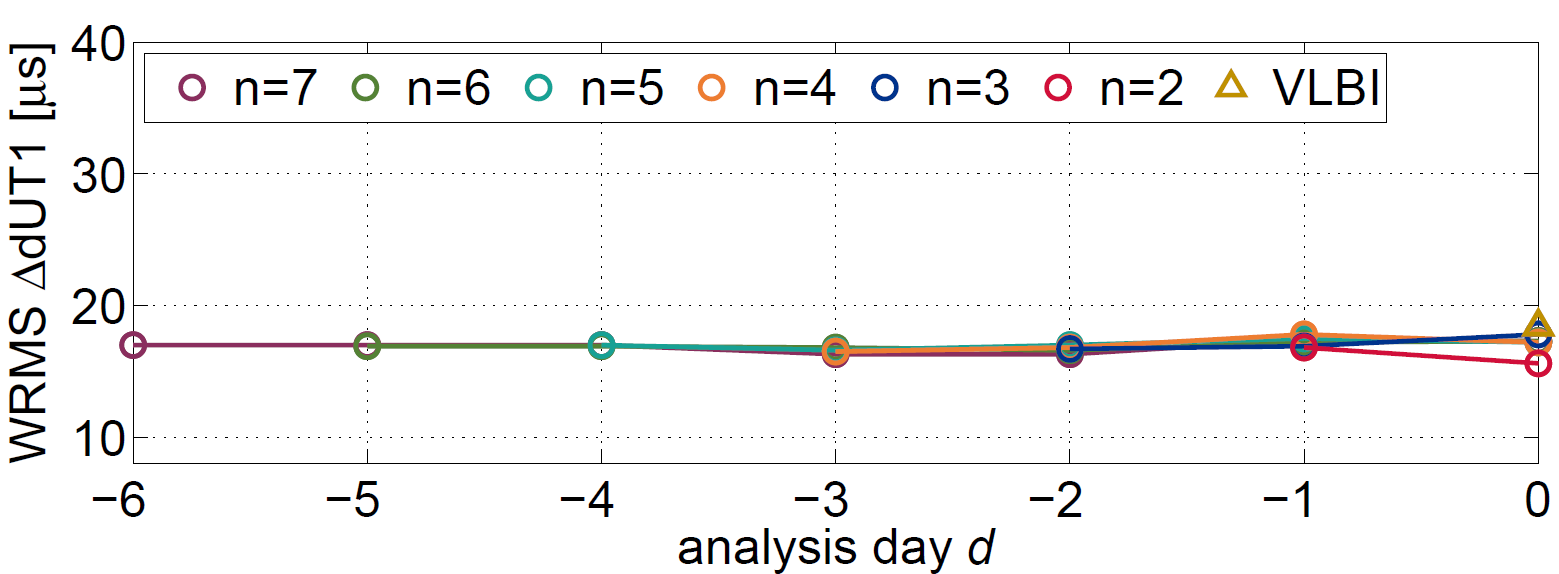 WRMS ΔdUT1 [μs]
40
30
20
10
n=7 n=6 n=5 n=4 n=3 n=2 VLBI
−6 −5 −4 −3 −2 −1 0
analysis day d